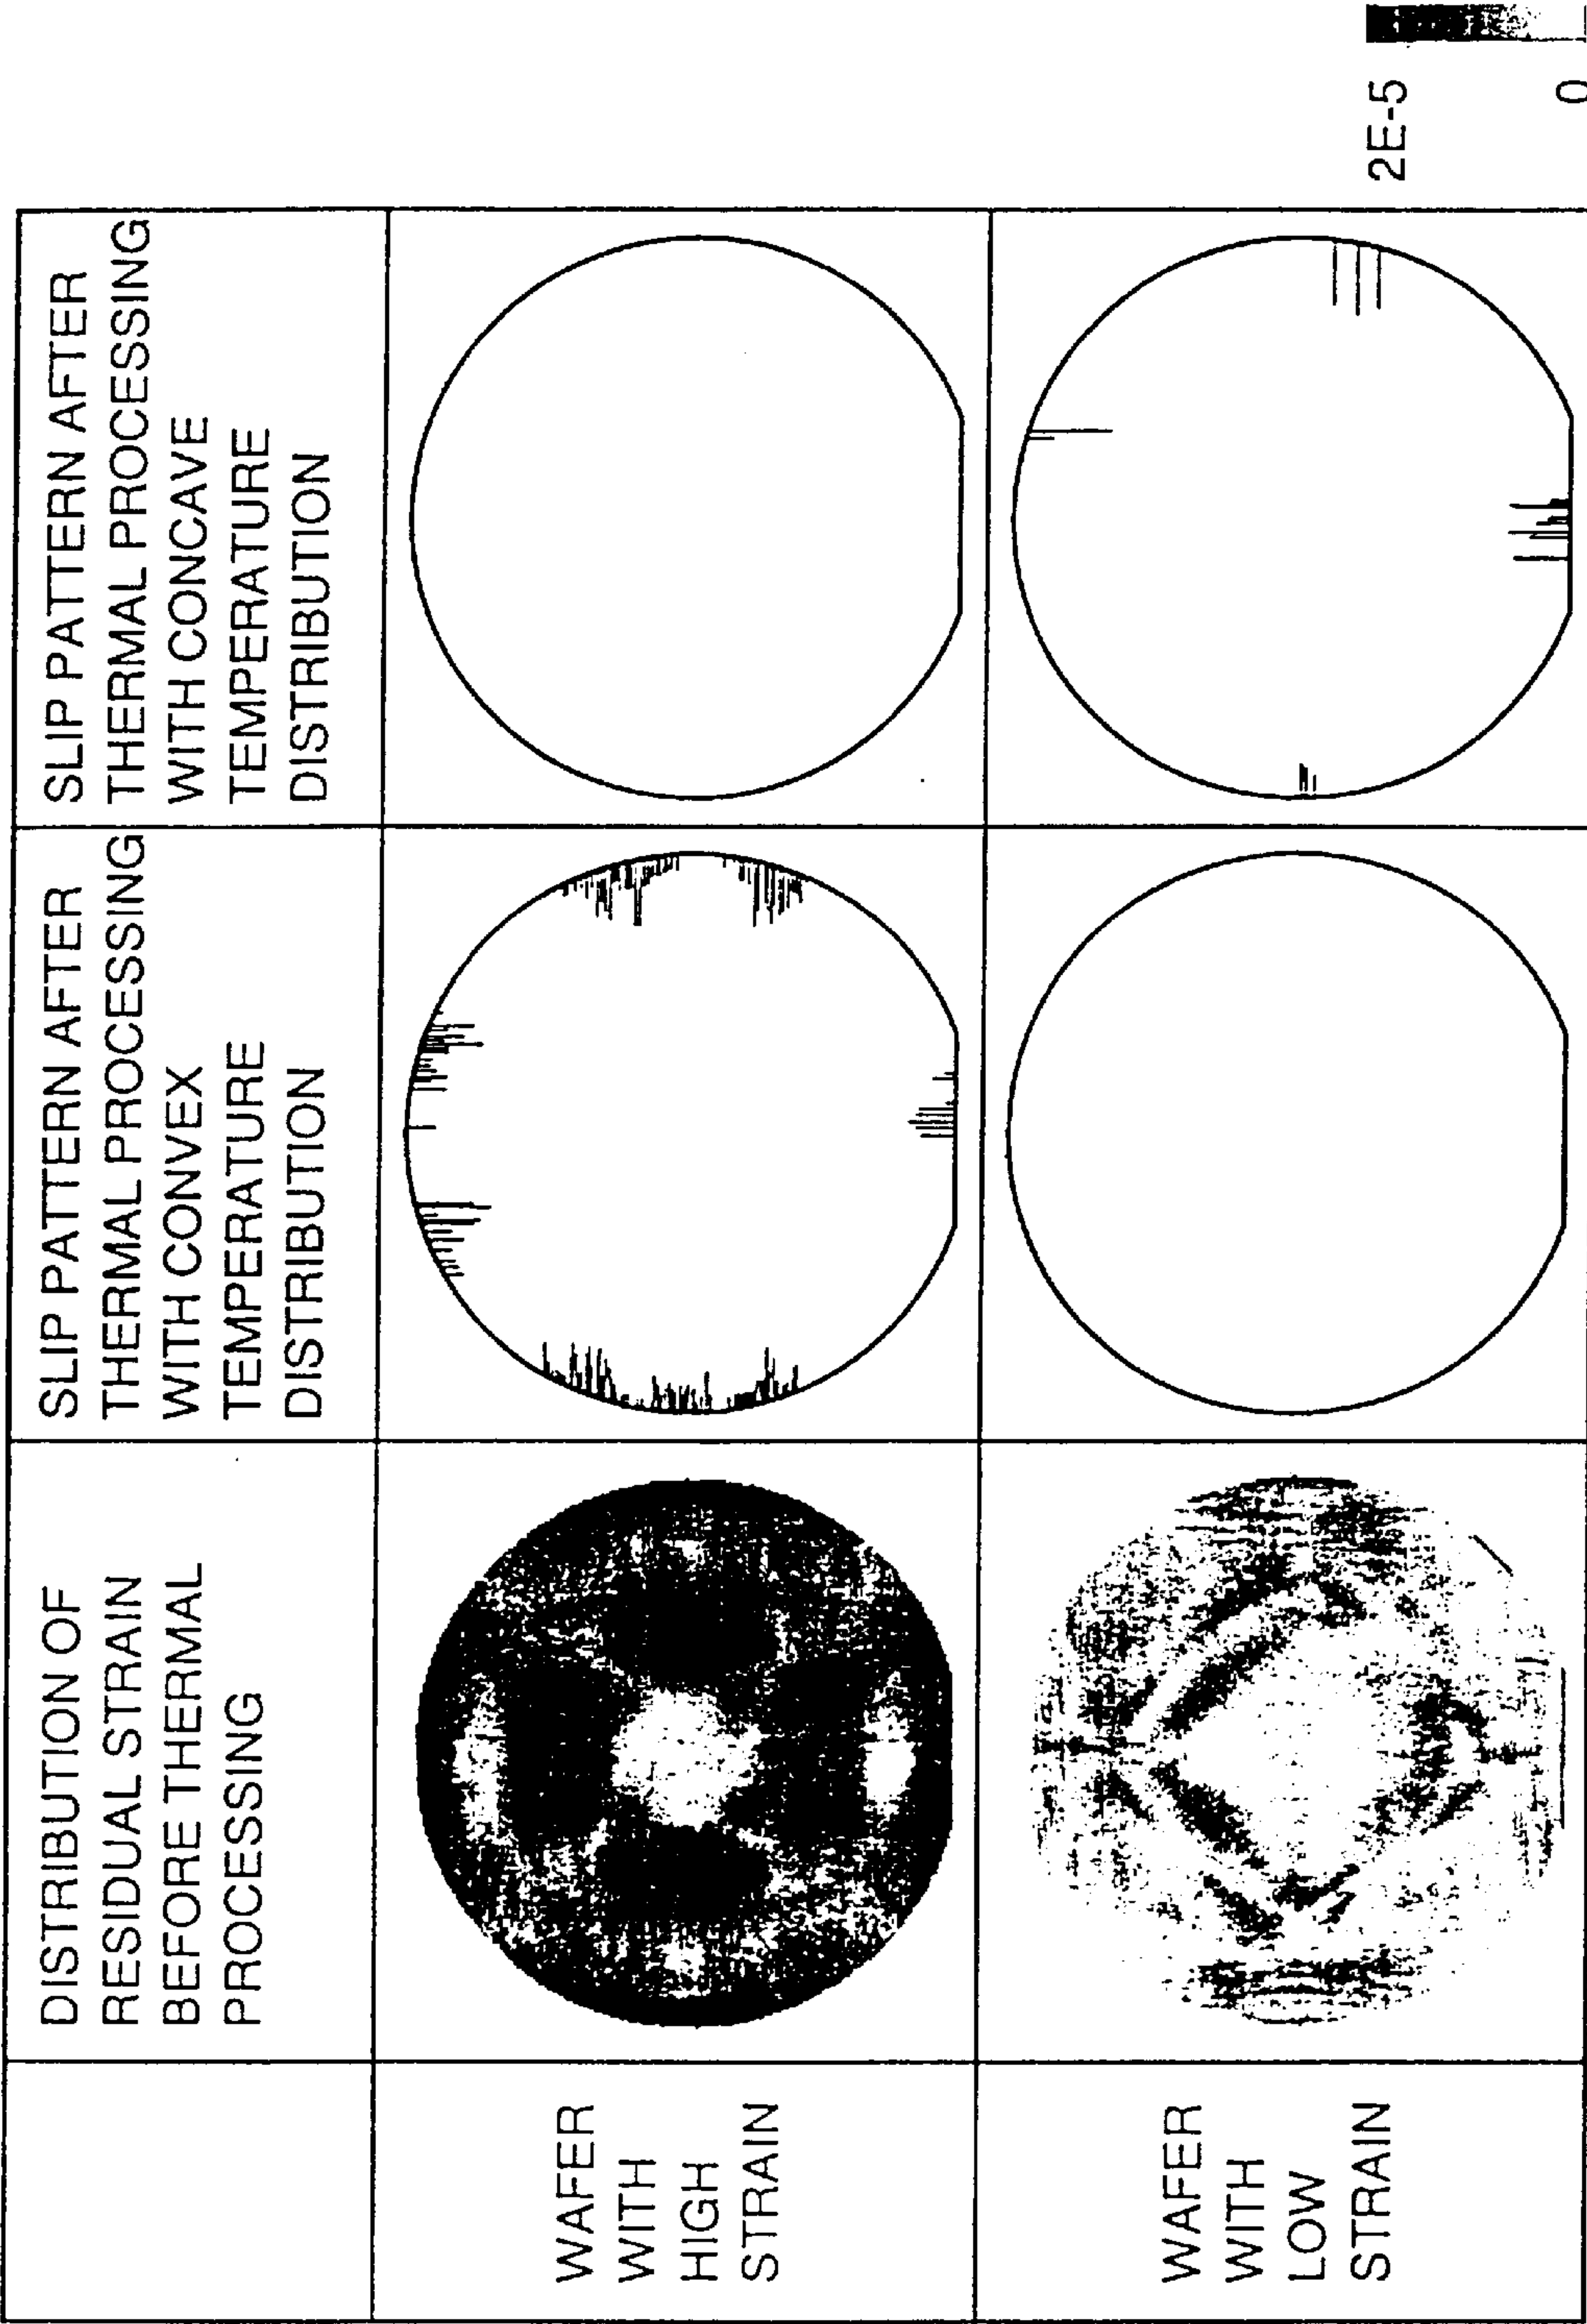 DISTRIBUTION OF
RESIDUAL STRAIN
BEFORE THERMAL
PROCESSING
SLIP PATTERN AFTER
THERMAL PROCESSING
WITH CONVEX
TEMPERATURE
DISTRIBUTION
SLIP PATTERN AFTER
THERMAL PROCESSING
WITH CONCAVE
TEMPERATURE
DISTRIBUTION
WAFER
WITH
HIGH
STRAIN
WAFER
WITH
LOW
STRAIN
2E-5
0